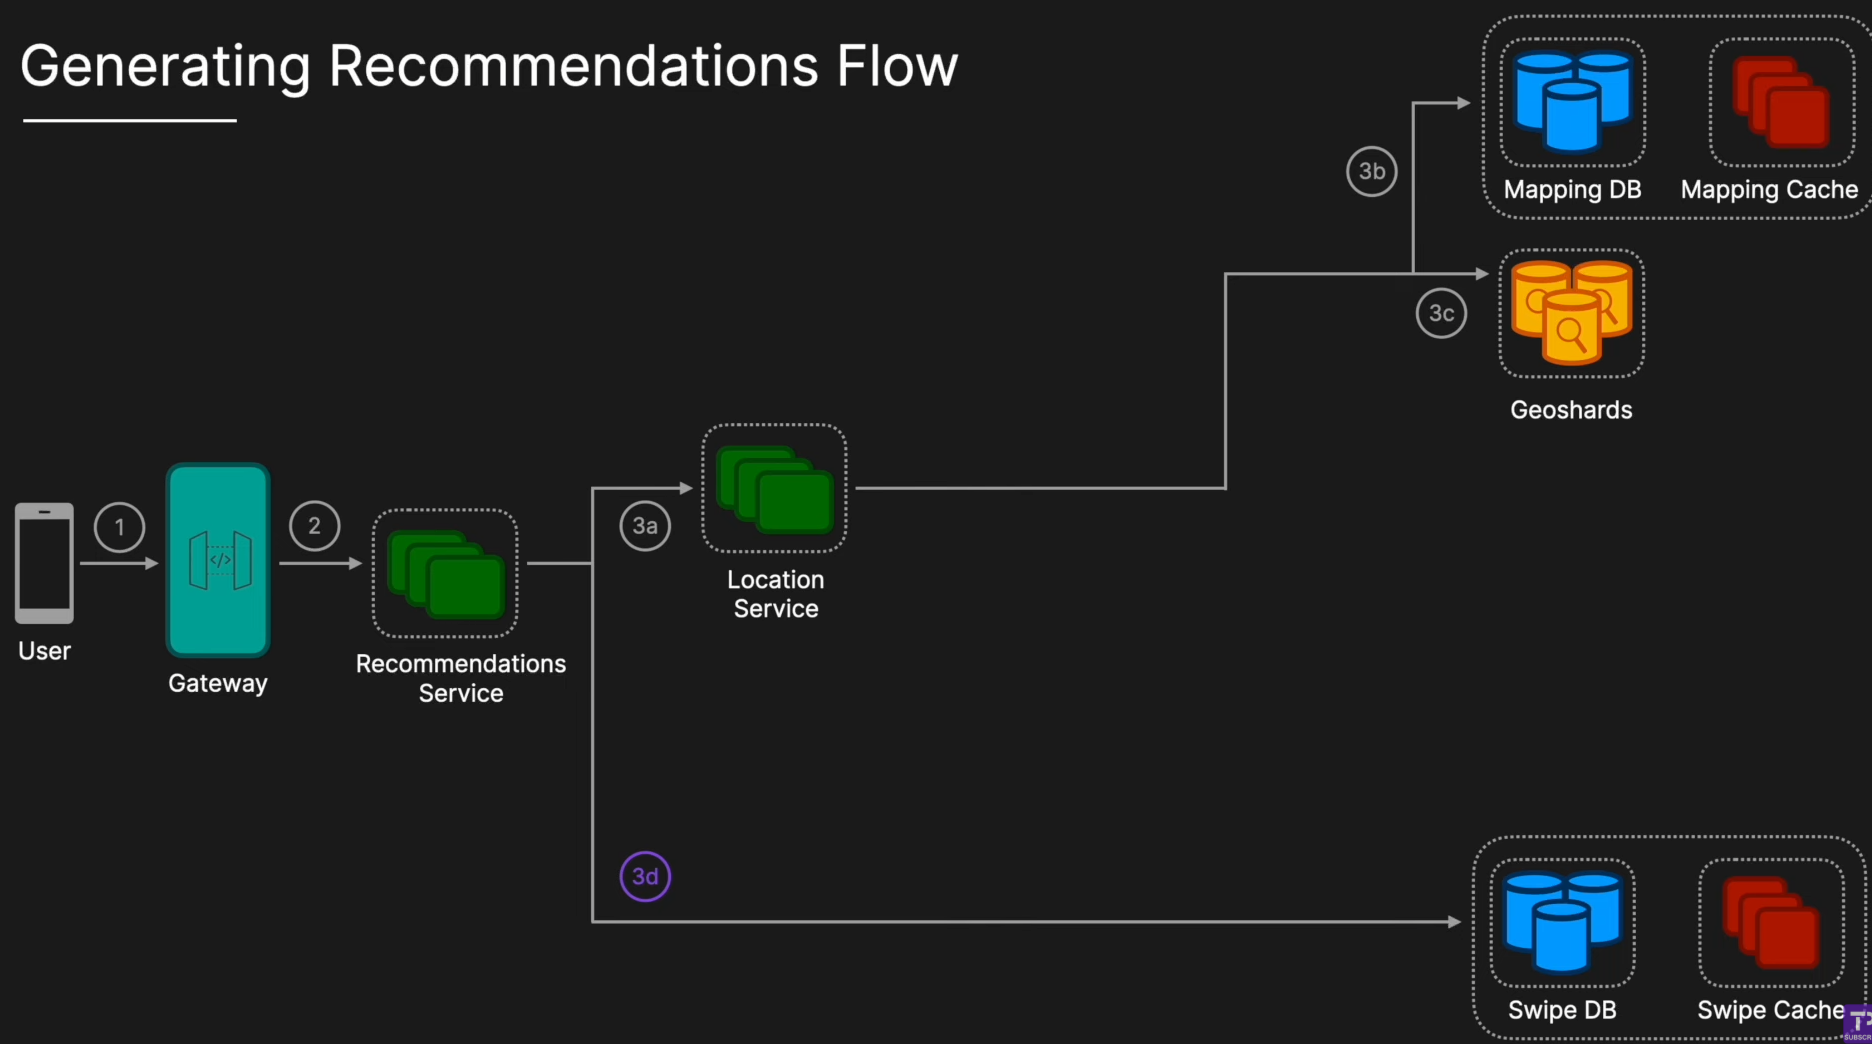 Generating Recommendations Flow
3b
Mapping DB
Mapping Cache
3c
Geoshards
1
2
3a
</>
Location
Service
User
Gateway
Recommendations
Service
3d
Swipe DB
Swipe Cache